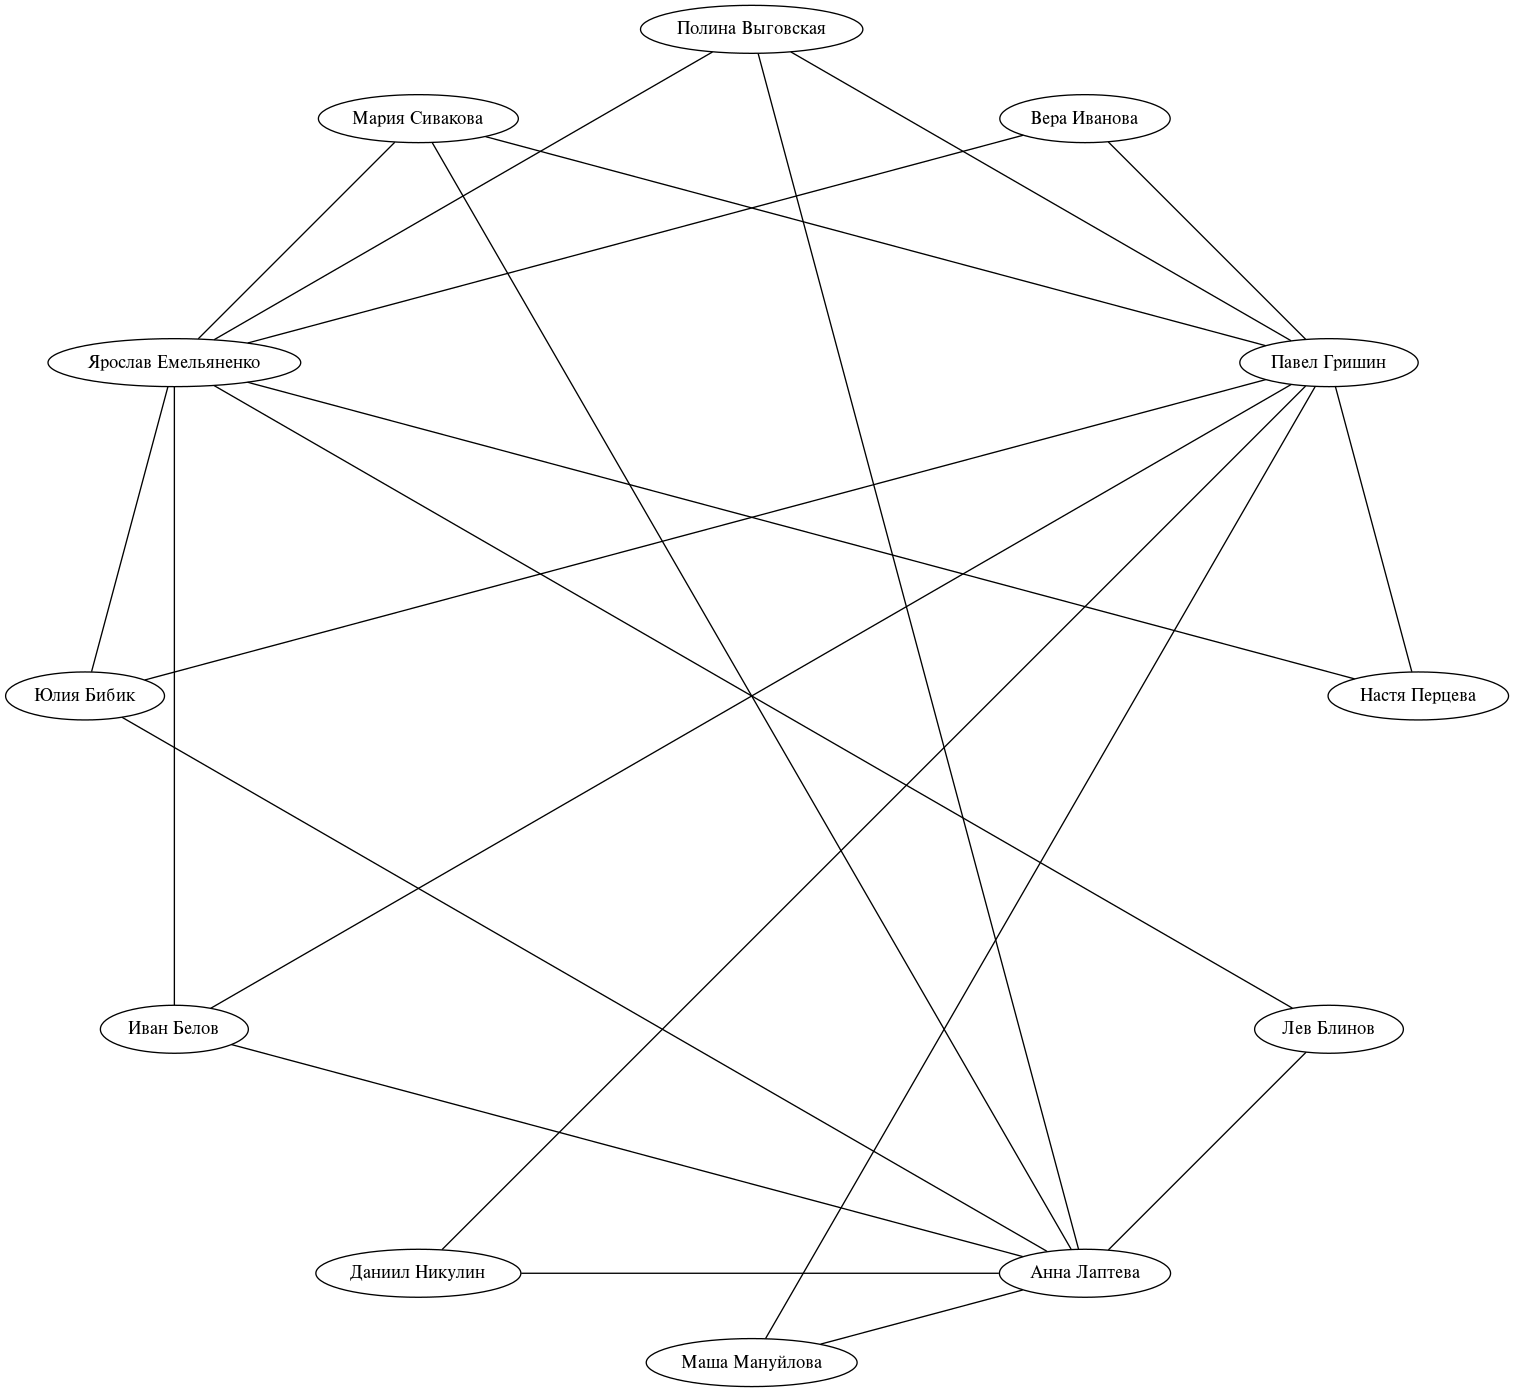 Полина Выговская
Мария Сивакова
Вера Иванова
Ярослав Емельяненко
Павел Гришин
Юлия Бибик
Настя Перцева
Иван Белов
Лев Блинов
Даниил Никулин
Анна Лаптева
Маша Мануйлова